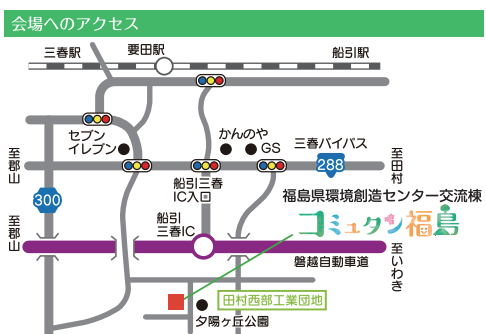 会場へのアクセス
三春駅
要田駅
船引駅
セブン
イレブン
かんのや
GS
三春バイパス
288
至郡山
至田村
300
船引三春
IC入口
福島県環境創造センター交流棟
コミュタン福島
船引
三春IC
至郡山
磐越自動車道
至いわき
田村西部工業団地
夕陽ヶ丘公園